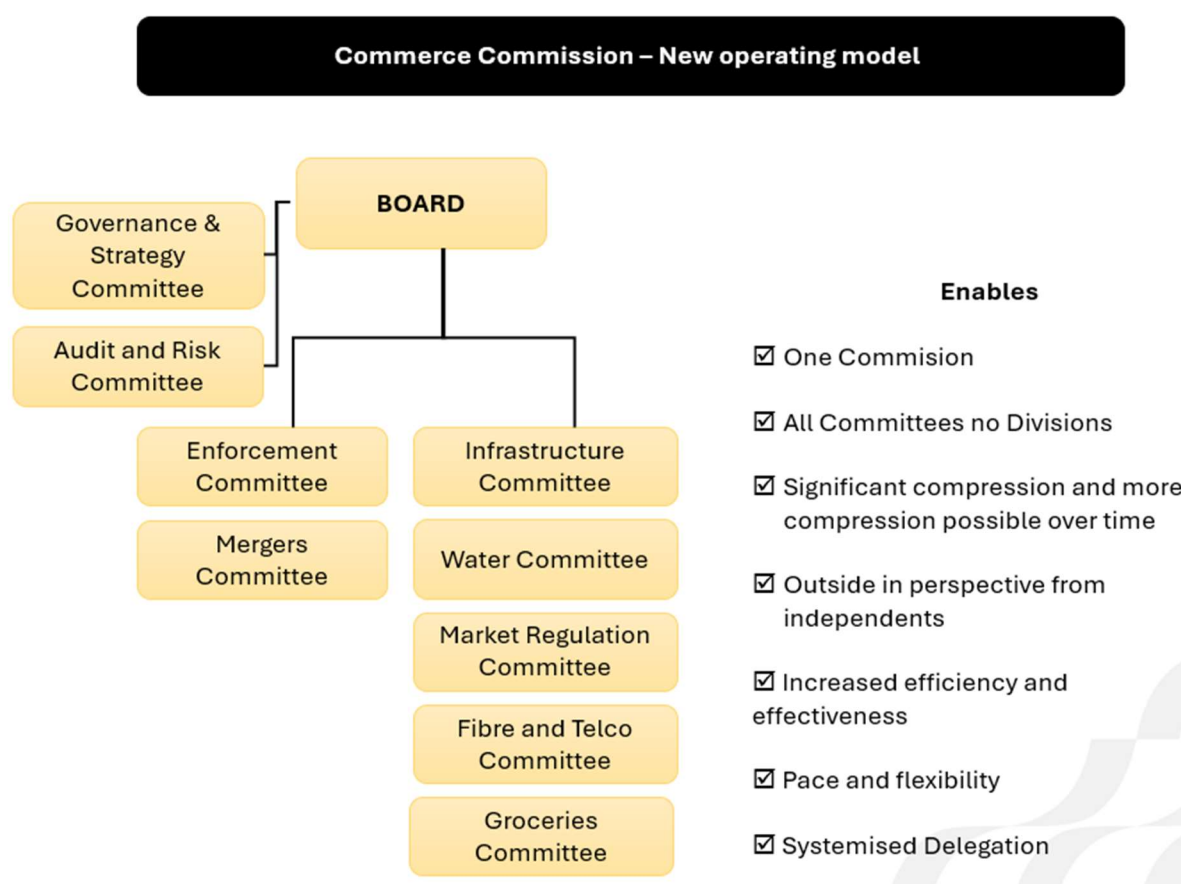 Commerce Commission – New operating model
BOARD
Governance &
Strategy
Committee
Audit and Risk
Committee
Enforcement
Committee
Mergers
Committee
Infrastructure
Committee
Water Committee
Market Regulation
Committee
Fibre and Telco
Committee
Groceries
Committee
Enables
☑ One Commision
☑ All Committees no Divisions
☑ Significant compression and more
compression possible over time
☑ Outside in perspective from
independents
☑ Increased efficiency and
effectiveness
☑ Pace and flexibility
☑ Systemised Delegation